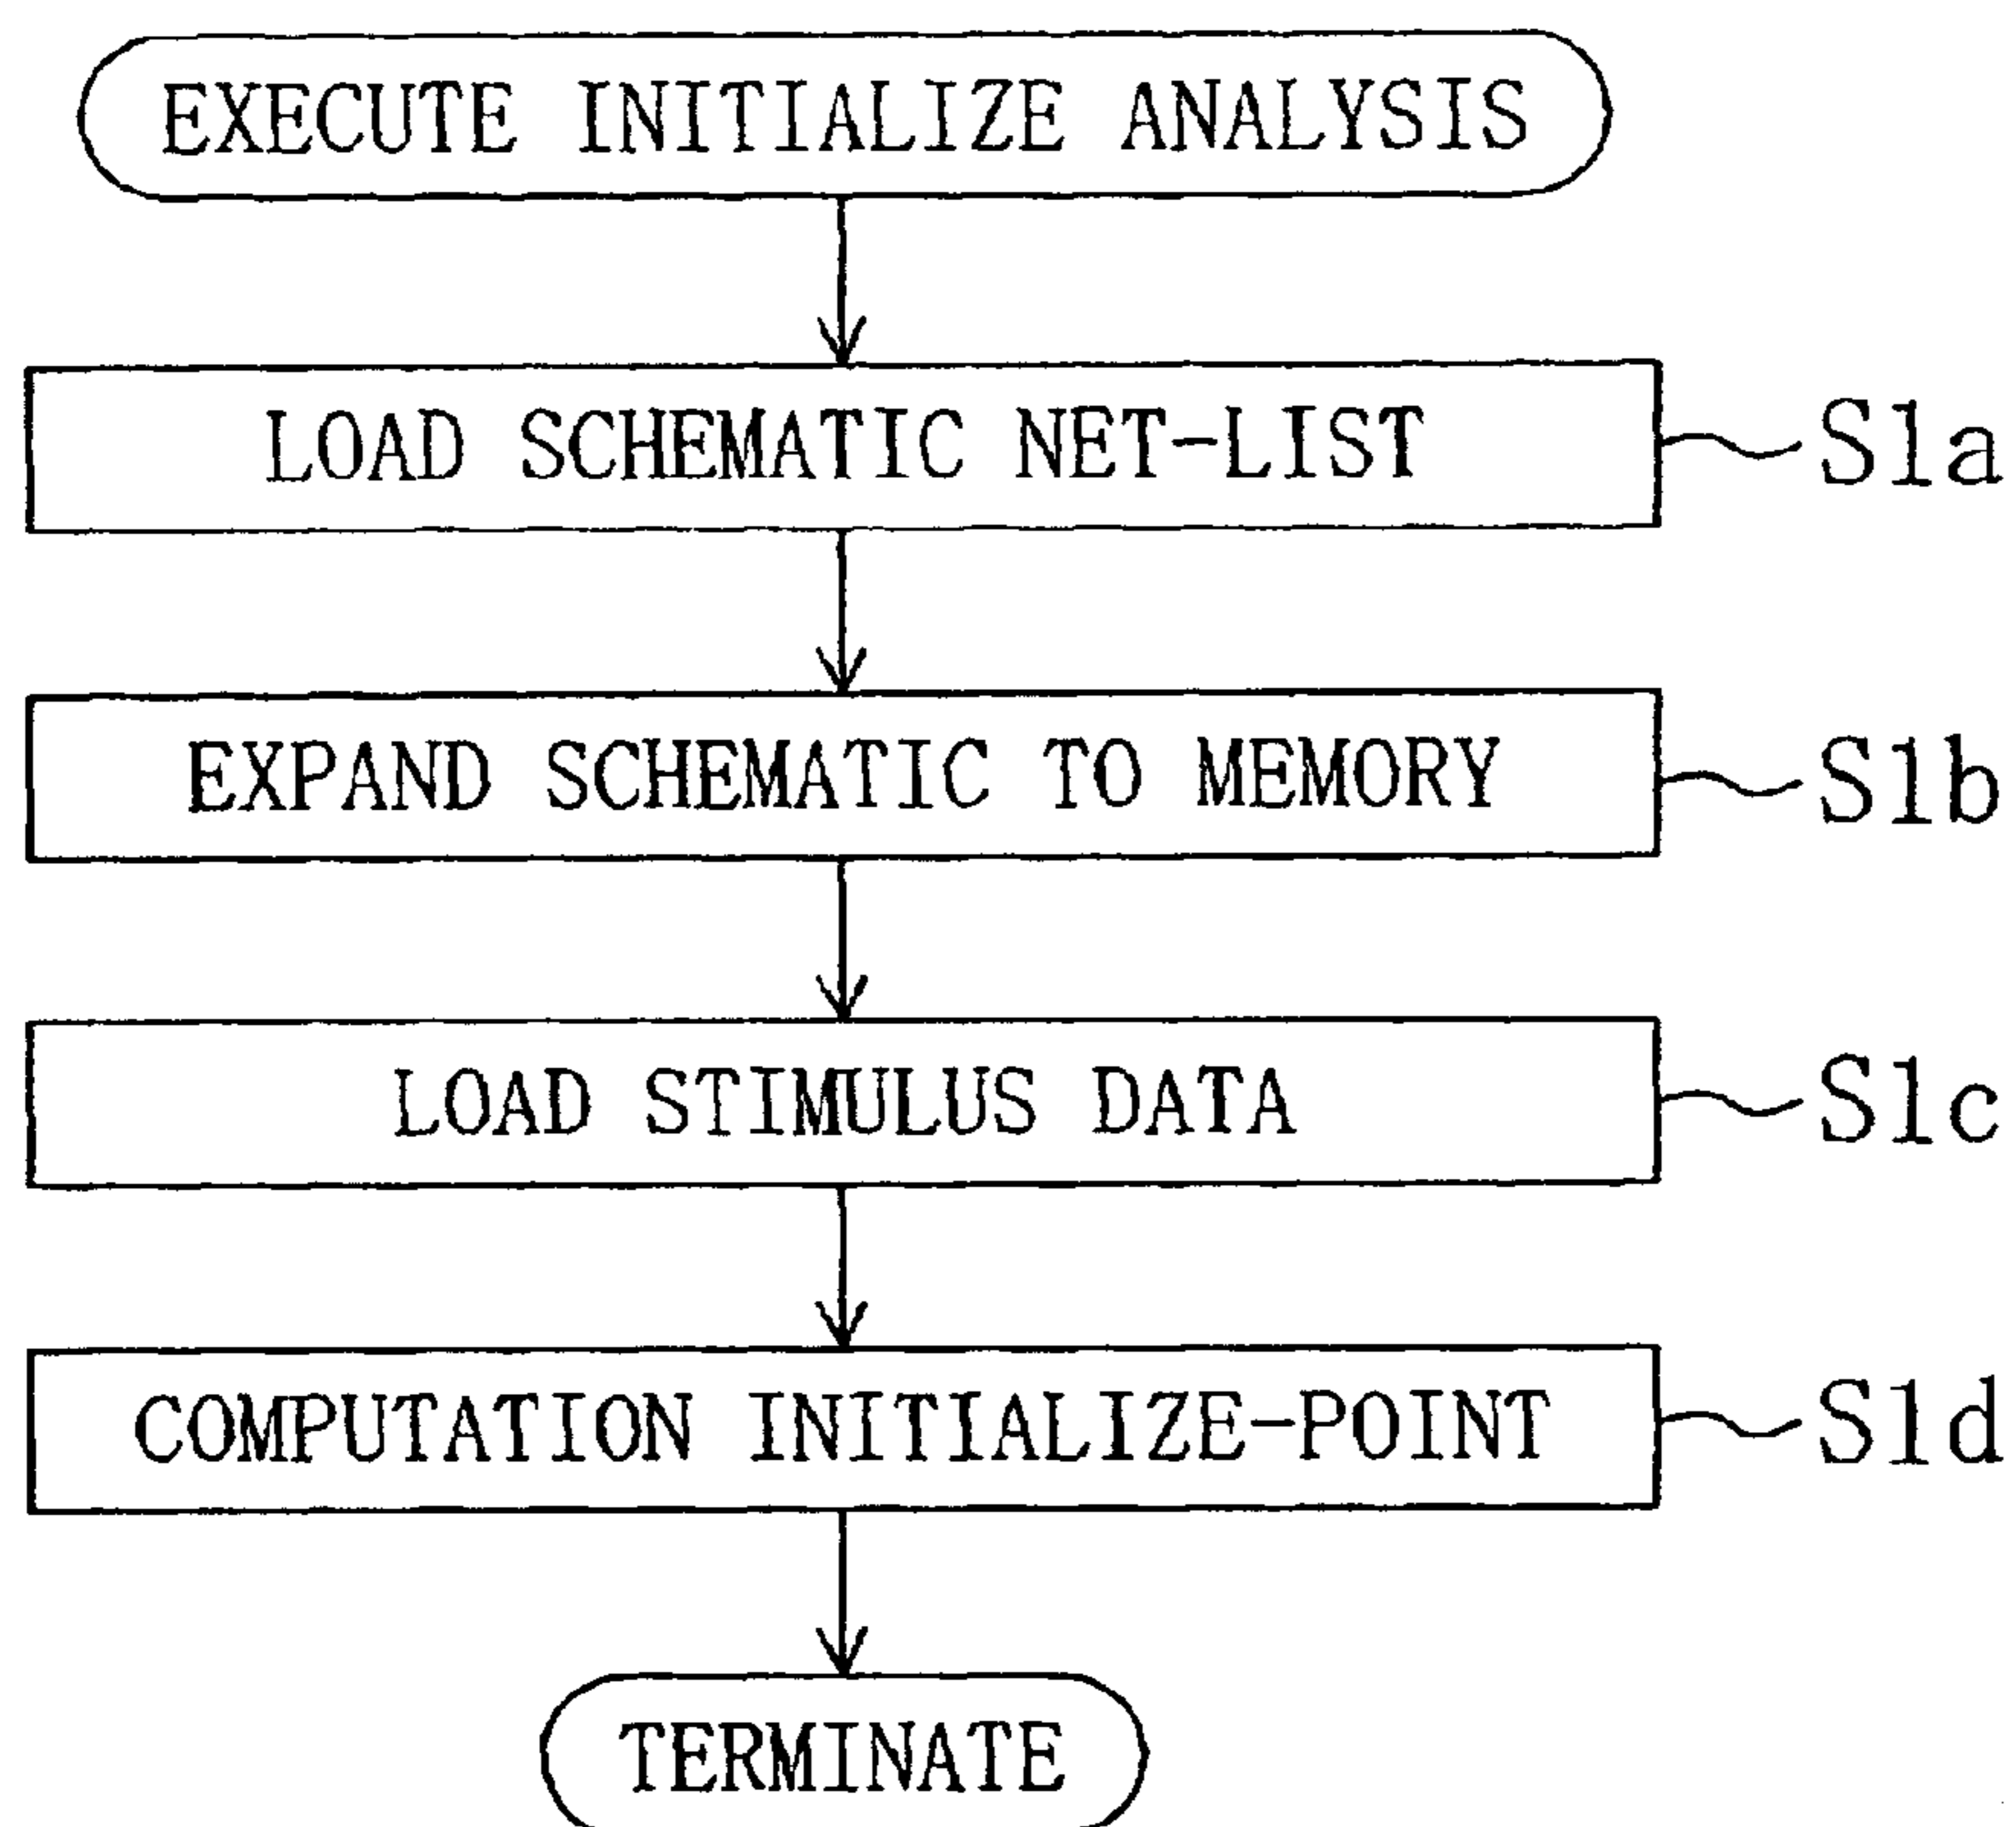 EXECUTE INITIALIZE ANALYSIS
LOAD SCHEMATIC NET-LIST
S1a
EXPAND SCHEMATIC TO MEMORY
S1b
LOAD STIMULUS DATA
S1c
COMPUTATION INITIALIZE-POINT
S1d
TERMINATE